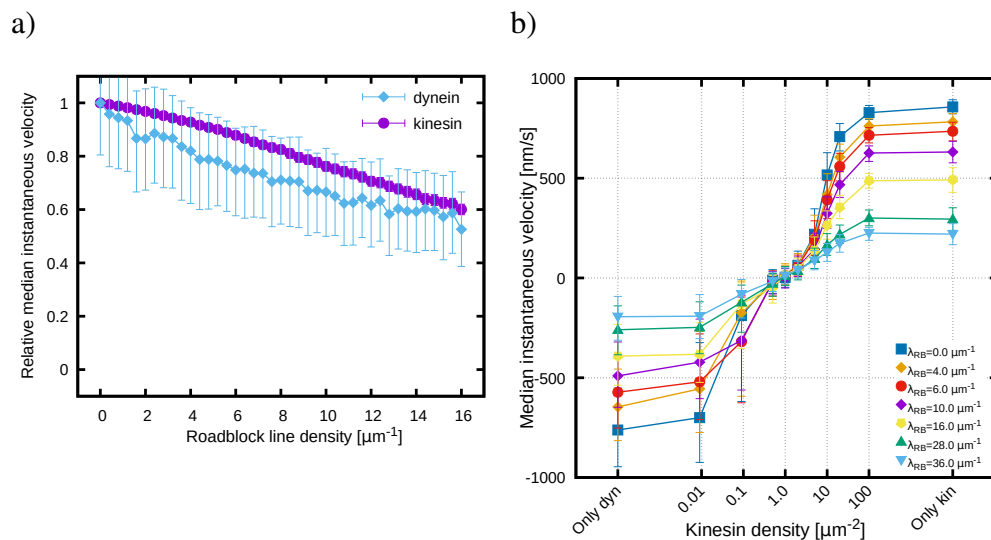 a)
Relative median instantaneous velocity
1
0.8
0.6
0.4
0.2
0
dynein
kinesin
0 2 4 6 8 10 12 14 16
Roadblock line density [μm⁻¹]
b)
Median instantaneous velocity [nm/s]
1000
500
0
-500
-1000
λRB=0.0 μm⁻¹
λRB=4.0 μm⁻¹
λRB=6.0 μm⁻¹
λRB=10.0 μm⁻¹
λRB=16.0 μm⁻¹
λRB=28.0 μm⁻¹
λRB=36.0 μm⁻¹
Only dyn 0.01 0.1 1.0 10 100 Only kin
Kinesin density [μm⁻²]